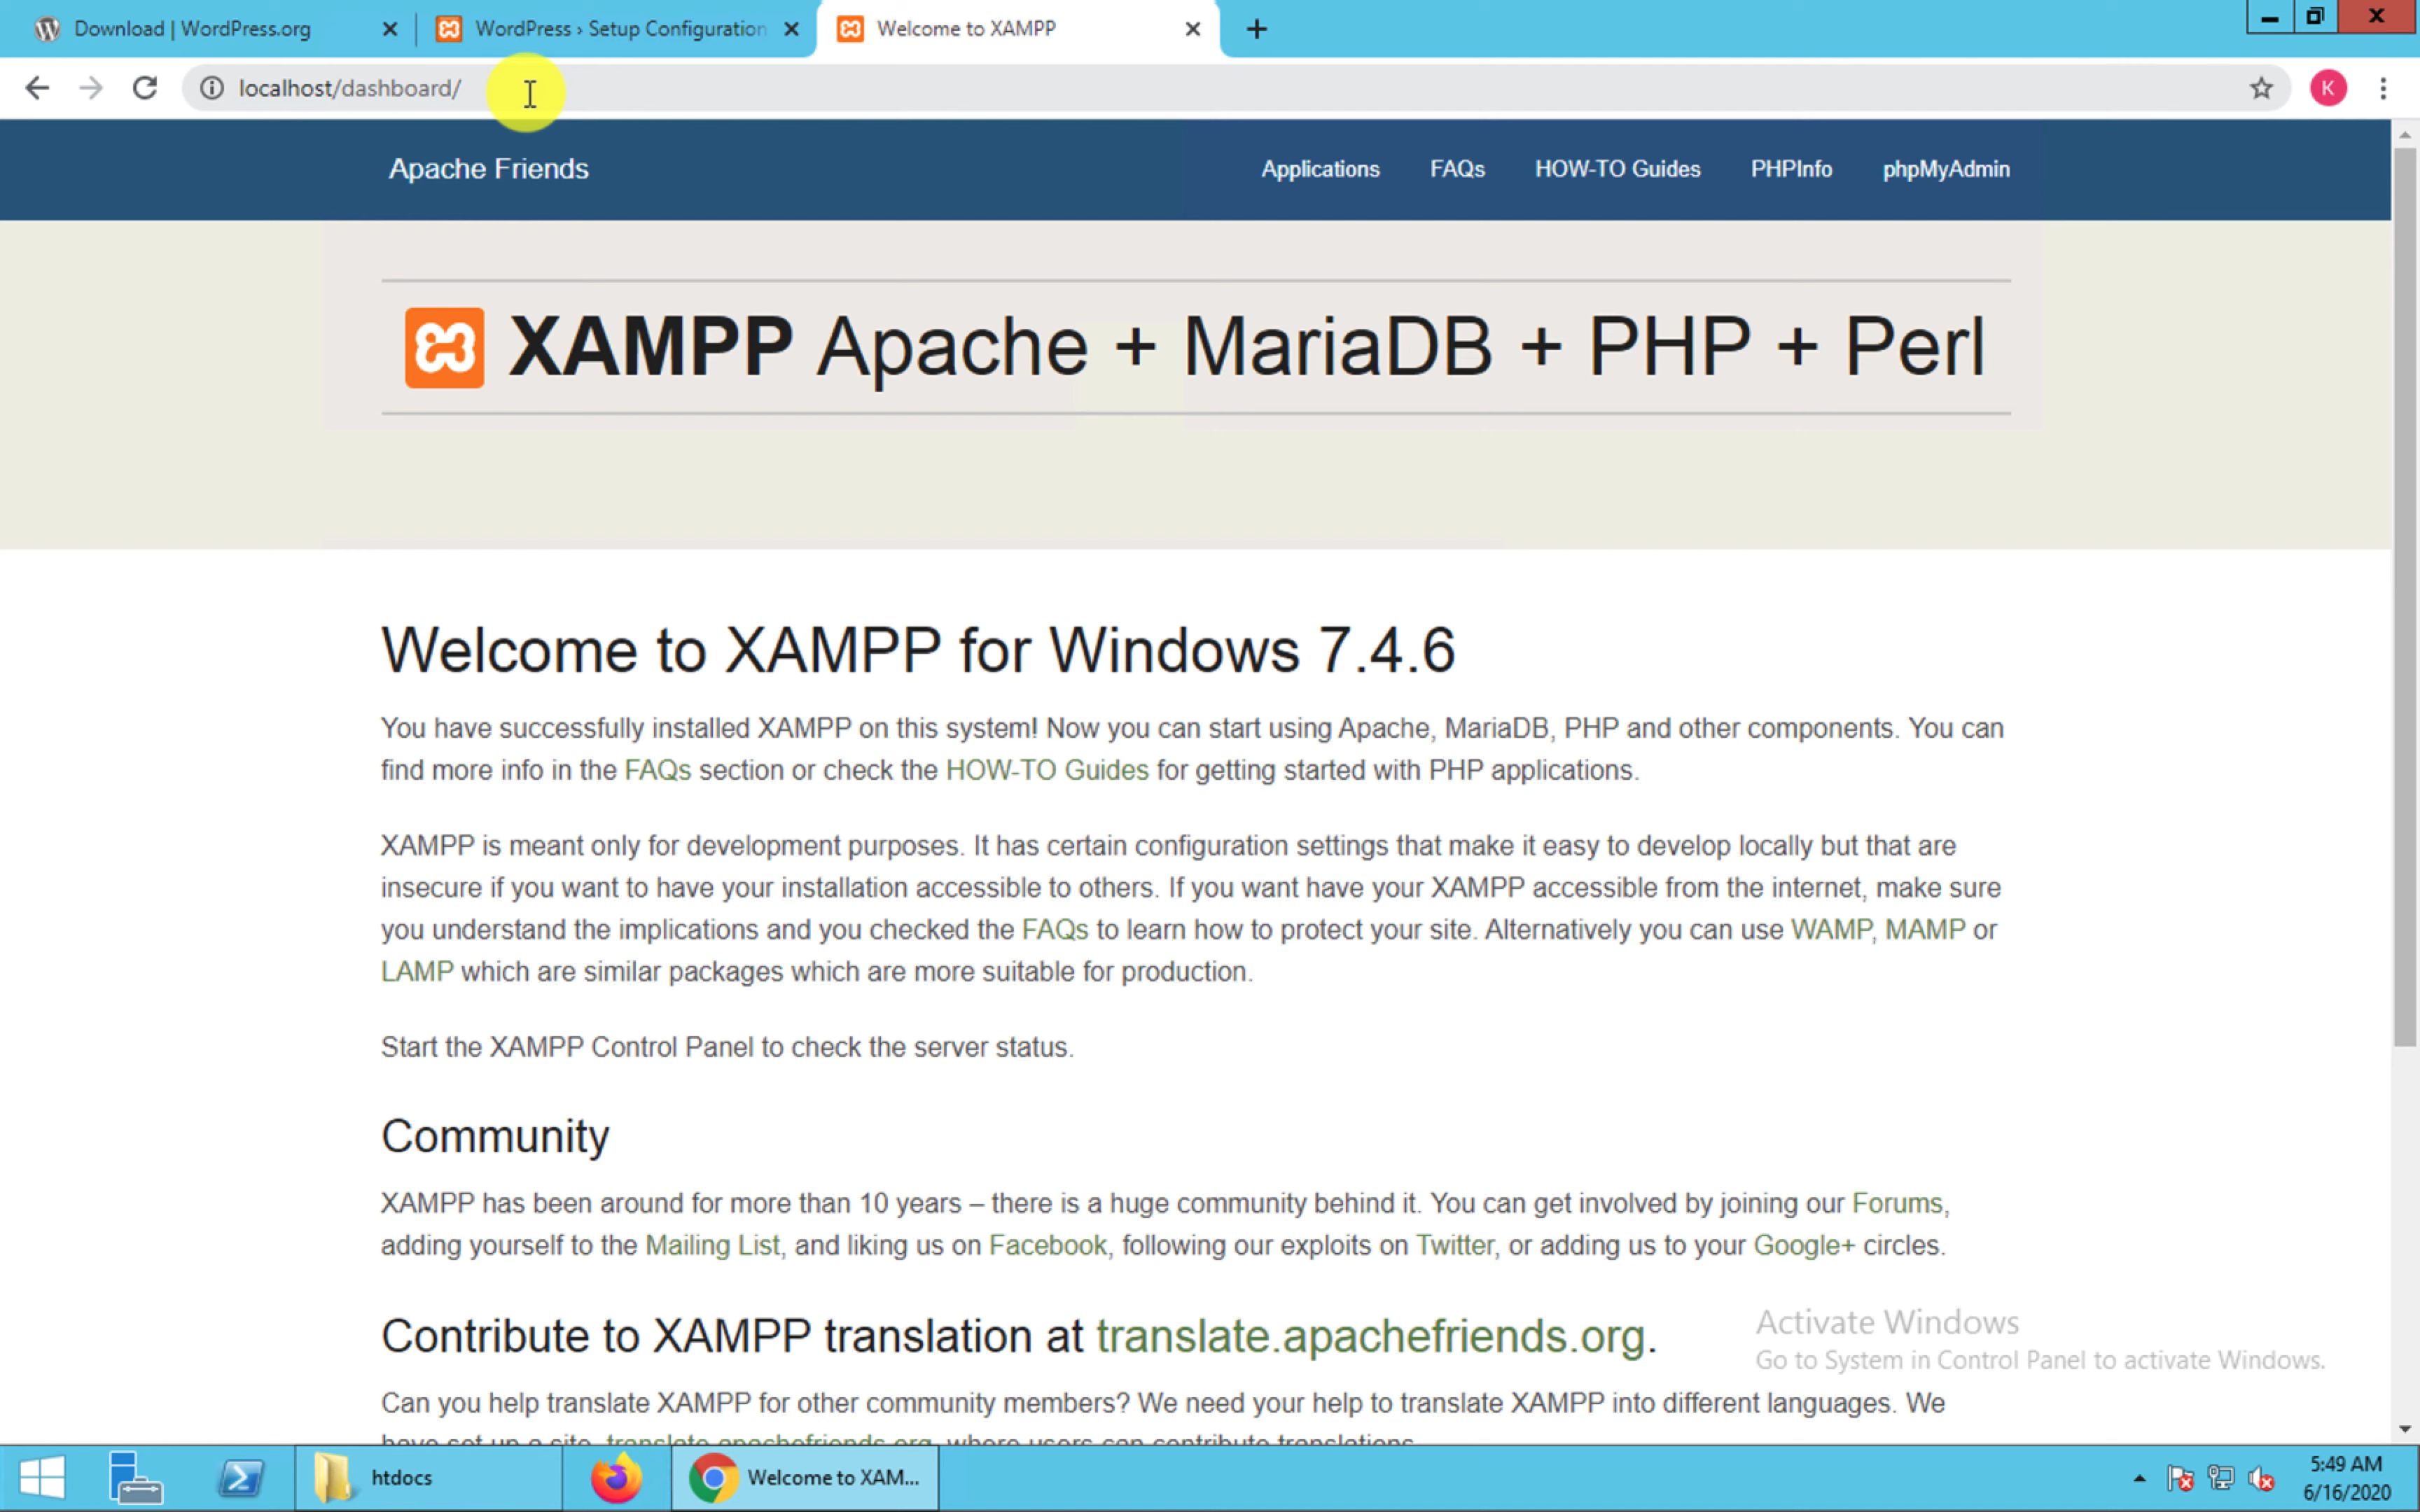 Download | WordPress.org
WordPress › Setup Configuration
Welcome to XAMPP
localhost/dashboard/
K
Apache Friends
Applications
FAQs
HOW-TO Guides
PHPInfo
phpMyAdmin
XAMPP Apache + MariaDB + PHP + Perl
Welcome to XAMPP for Windows 7.4.6
You have successfully installed XAMPP on this system! Now you can start using Apache, MariaDB, PHP and other components. You can
find more info in the FAQs section or check the HOW-TO Guides for getting started with PHP applications.
XAMPP is meant only for development purposes. It has certain configuration settings that make it easy to develop locally but that are
insecure if you want to have your installation accessible to others. If you want have your XAMPP accessible from the internet, make sure
you understand the implications and you checked the FAQs to learn how to protect your site. Alternatively you can use WAMP, MAMP or
LAMP which are similar packages which are more suitable for production.
Start the XAMPP Control Panel to check the server status.
Community
XAMPP has been around for more than 10 years – there is a huge community behind it. You can get involved by joining our Forums,
adding yourself to the Mailing List, and liking us on Facebook, following our exploits on Twitter, or adding us to your Google+ circles.
Contribute to XAMPP translation at translate.apachefriends.org.
Activate Windows
Go to System in Control Panel to activate Windows.
Can you help translate XAMPP for other community members? We need your help to translate XAMPP into different languages. We
have set up a site, translate.apachefriends.org, where users can contribute translations.
htdocs
Welcome to XAM...
5:49 AM
6/16/2020